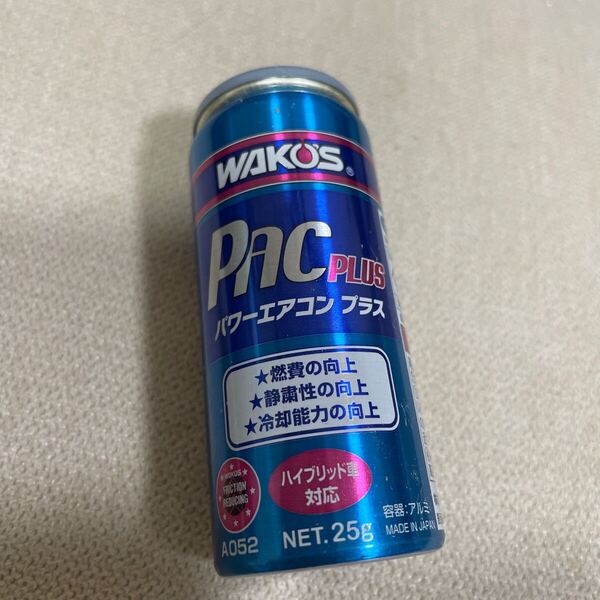 WAKO'S®
PAC PLUS
パワーエアコン プラス
★燃費の向上
★静粛性の向上
★冷却能力の向上
WAKO'S
FRICTION
REDUCING
ハイブリッド車
対応
A052
NET.25g
容器:アルミ
MADE IN JAPAN